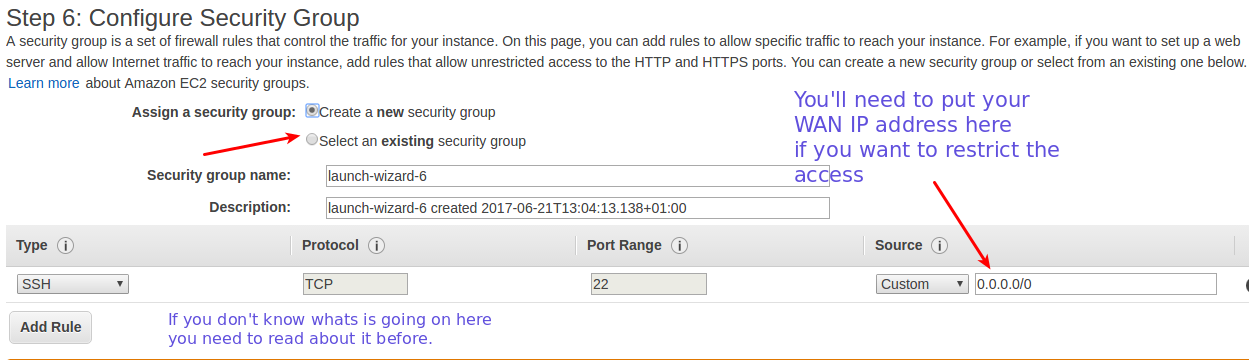 Step 6: Configure Security Group
A security group is a set of firewall rules that control the traffic for your instance. On this page, you can add rules to allow specific traffic to reach your instance. For example, if you want to set up a web
server and allow Internet traffic to reach your instance, add rules that allow unrestricted access to the HTTP and HTTPS ports. You can create a new security group or select from an existing one below.
Learn more about Amazon EC2 security groups.
Assign a security group: Create a new security group
Select an existing security group
You'll need to put your
WAN IP address here
if you want to restrict the
access
Security group name: launch-wizard-6
Description: launch-wizard-6 created 2017-06-21T13:04:13.138+01:00
Type i Protocol i Port Range i Source i
SSH TCP 22 Custom 0.0.0.0/0
Add Rule
If you don't know whats is going on here
you need to read about it before.